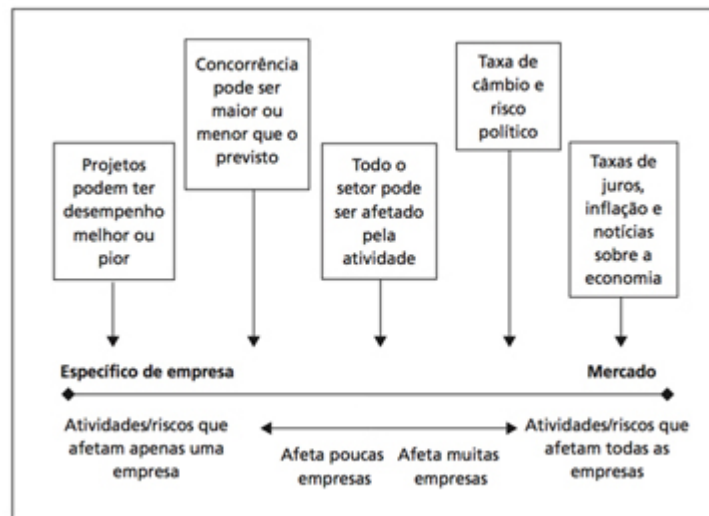 Projetos
podem ter
desempenho
melhor ou
pior
Concorrência
pode ser
maior ou
menor que o
previsto
Todo o
setor pode
ser afetado
pela
atividade
Taxa de
câmbio e
risco
político
Taxas de
juros,
inflação e
notícias
sobre a
economia
Específico de empresa
Mercado
Atividades/riscos que
afetam apenas uma
empresa
Afeta poucas
empresas
Afeta muitas
empresas
Atividades/riscos que
afetam todas as
empresas